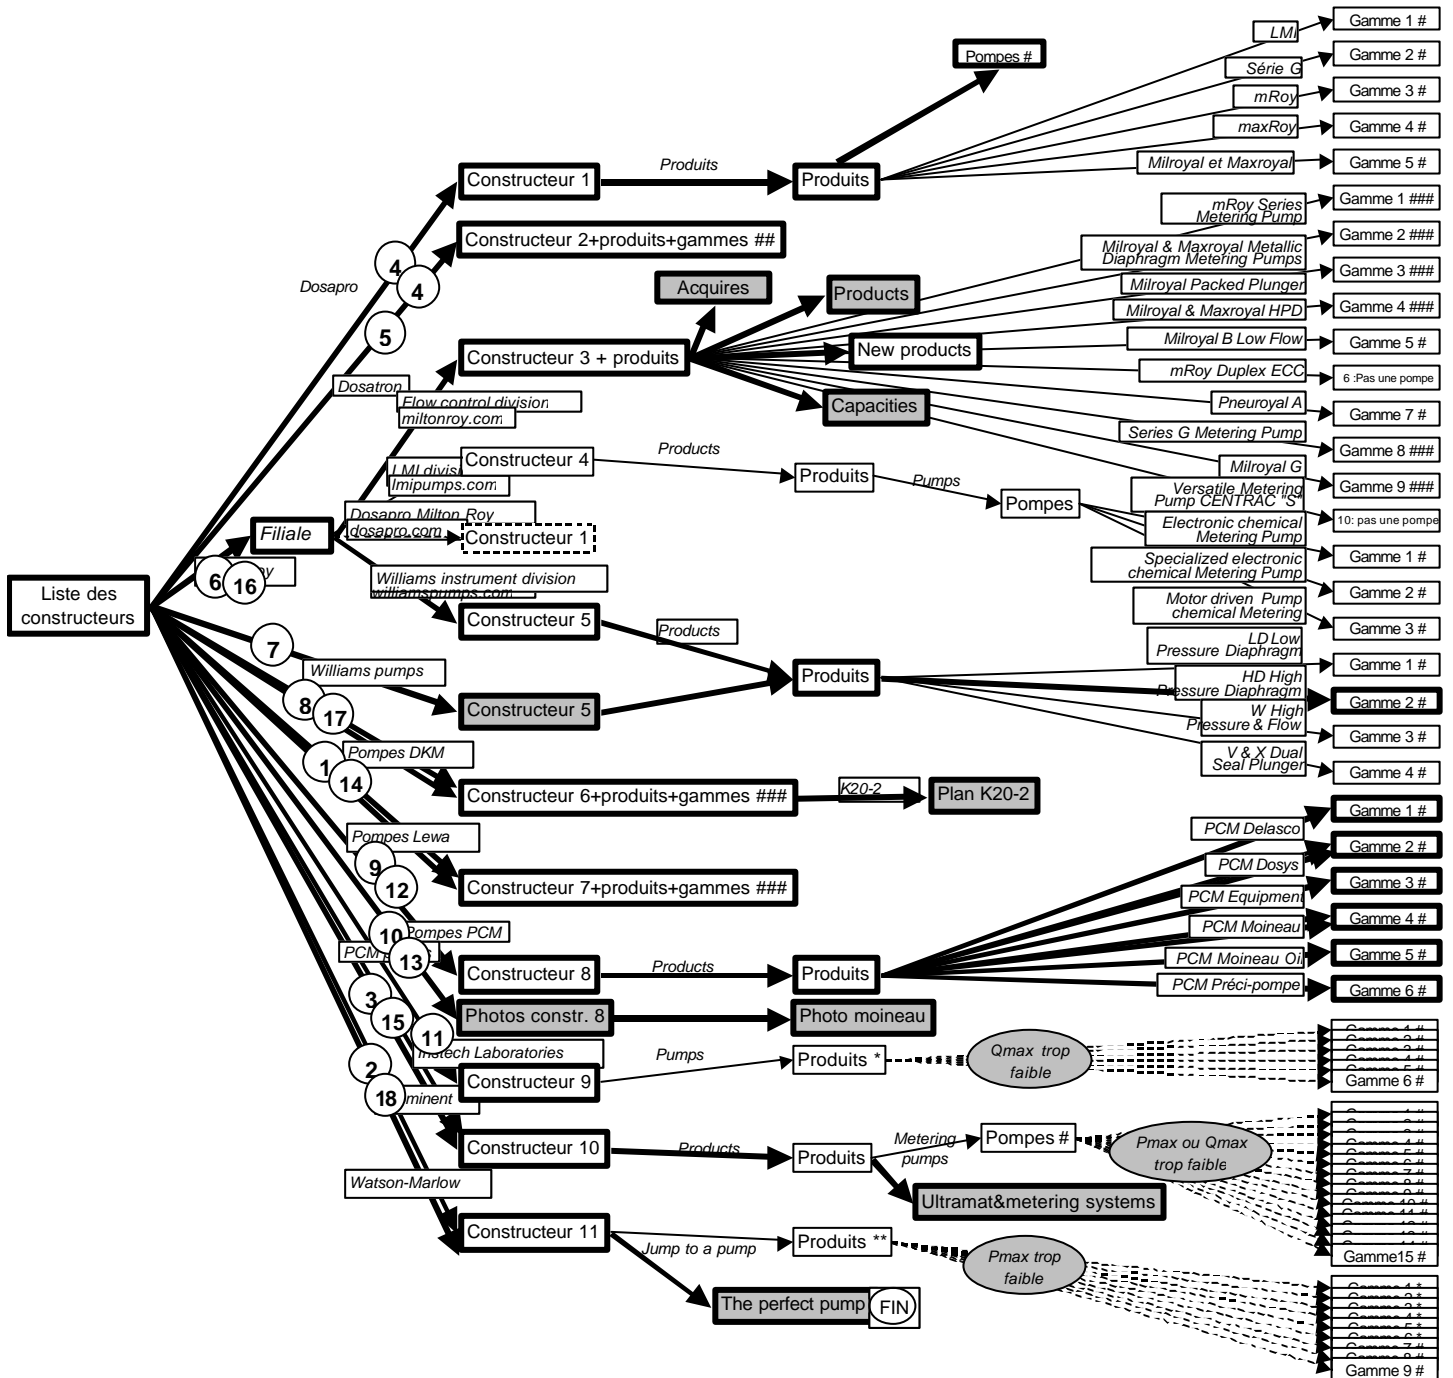 Liste des
constructeurs
Dosapro
4
4
5
Dosatron
Flow control division
miltonroy.com
lmipumps.com
Dosapro Milton Roy
dosapro.com
Filiale
6
16
Williams instrument division
williamspumps.com
7
Williams pumps
8
17
Pompes DKM
1
14
Pompes Lewa
9
12
Pompes PCM
10
13
PCM
3
15
11
Laboratories
2
18
Watson-Marlow
Constructeur 1
Produits
Produits
Pompes #
Constructeur 2+produits+gammes ##
Constructeur 3 + produits
Acquires
Products
New products
Capacities
Constructeur 4
Products
Produits
Pumps
Pompes
Constructeur 1
Constructeur 5
Products
Produits
Constructeur 5
Constructeur 6+produits+gammes ###
K20-2
Plan K20-2
Constructeur 7+produits+gammes ###
Constructeur 8
Products
Produits
Photos constr. 8
Photo moineau
Constructeur 9
Pumps
Produits *
Qmax trop
faible
Constructeur 10
Products
Produits
Metering
pumps
Pompes #
Pmax ou Qmax
trop faible
Ultramat&metering systems
Constructeur 11
Jump to a pump
Produits **
Pmax trop
faible
The perfect pump
FIN
LMI
Série G
mRoy
maxRoy
Milroyal et Maxroyal
mRoy Series
Metering Pump
Milroyal & Maxroyal Metallic
Diaphragm Metering Pumps
Milroyal Packed Plunger
Milroyal & Maxroyal HPD
Milroyal B Low Flow
mRoy Duplex ECC
Pneuroyal A
Series G Metering Pump
Milroyal G
Versatile Metering
Pump CENTRAC "S"
Electronic chemical
Metering Pump
Specialized electronic
chemical Metering Pump
Motor driven Pump
chemical Metering
LD Low
Pressure Diaphragm
HD High
Pressure Diaphragm
W High
Pressure & Flow
V & X Dual
Seal Plunger
PCM Delasco
PCM Dosys
PCM Equipment
PCM Moineau
PCM Moineau Oil
PCM Préci-pompe
Gamme 1 #
Gamme 2 #
Gamme 3 #
Gamme 4 #
Gamme 5 #
Gamme 1 ###
Gamme 2 ###
Gamme 3 ###
Gamme 4 ###
Gamme 5 #
6 :Pas une pompe
Gamme 7 #
Gamme 8 ###
Gamme 9 ###
10: pas une pompe
Gamme 1 #
Gamme 2 #
Gamme 3 #
Gamme 1 #
Gamme 2 #
Gamme 3 #
Gamme 4 #
Gamme 1 #
Gamme 2 #
Gamme 3 #
Gamme 4 #
Gamme 5 #
Gamme 6 #
Gamme 6 #
Gamme15 #
Gamme 9 #